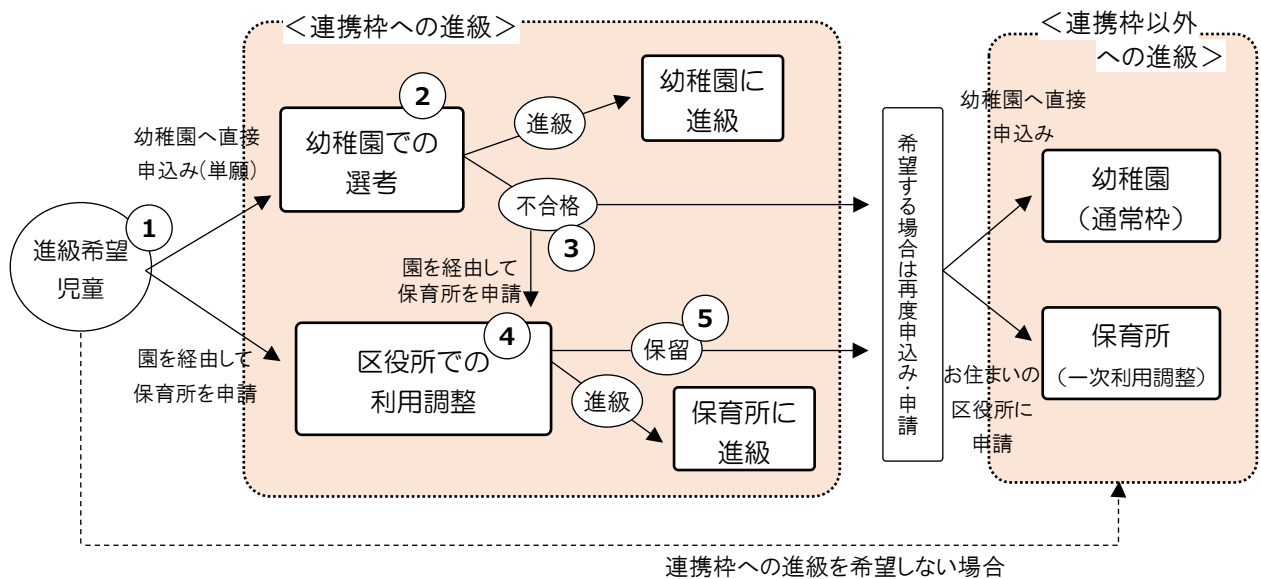 ＜連携枠への進級＞
＜連携枠以外
への進級＞
1
進級希望
児童
幼稚園へ直接
申込み（単願）
園を経由して
保育所を申請
2
幼稚園での
選考
進級
幼稚園に
進級
不合格
3
園を経由して
保育所を申請
4
区役所での
利用調整
5
保留
進級
保育所に
進級
希望する場合は再度申込み・申請
幼稚園へ直接
申込み
幼稚園
（通常枠）
保育所
（一次利用調整）
お住まいの
区役所に
申請
連携枠への進級を希望しない場合